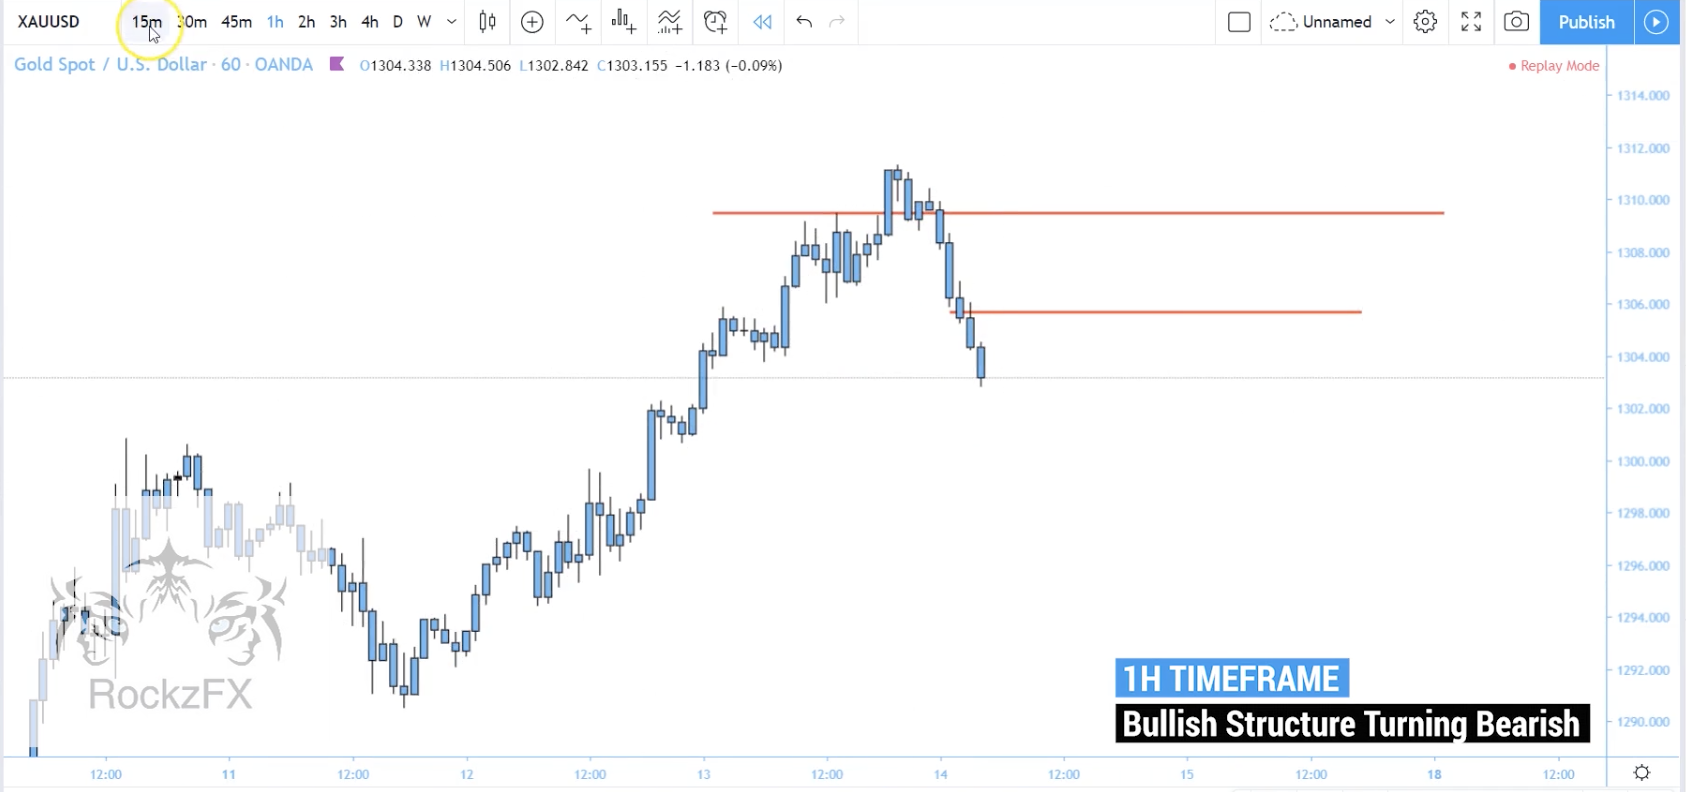 XAUUSD 15m 30m 45m 1h 2h 3h 4h D W Unnamed Publish
Gold Spot / U.S. Dollar · 60 · OANDA O1304.338 H1304.506 L1302.842 C1303.155 −1.183 (−0.09%) Replay Mode
1314.000
1312.000
1310.000
1308.000
1306.000
1304.000
1302.000
1300.000
1298.000
1296.000
1294.000
1292.000
1290.000
RockzFX
1H TIMEFRAME
Bullish Structure Turning Bearish
12:00 11 12:00 12 12:00 13 12:00 14 12:00 15 12:00 18 12:00